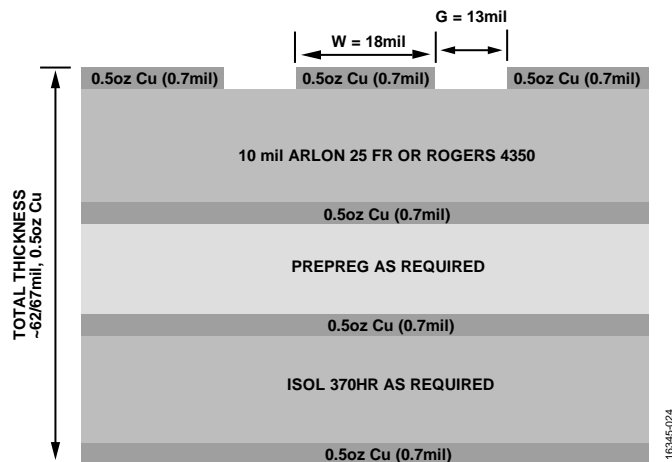 G = 13mil
W = 18mil
0.5oz Cu (0.7mil)
0.5oz Cu (0.7mil)
0.5oz Cu (0.7mil)
10 mil ARLON 25 FR OR ROGERS 4350
0.5oz Cu (0.7mil)
PREPREG AS REQUIRED
0.5oz Cu (0.7mil)
ISOL 370HR AS REQUIRED
0.5oz Cu (0.7mil)
TOTAL THICKNESS
~62/67mil, 0.5oz Cu
16345-024